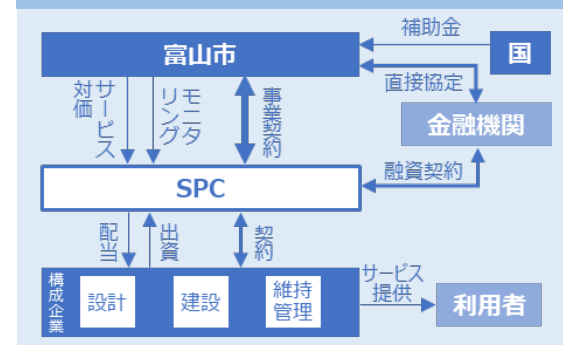 補助金
富山市
国
直接協定
サービス
対価
モニタ
リング
事業契約
金融機関
融資契約
SPC
配当
出資
契約
構成企業
設計
建設
維持
管理
サービス
提供
利用者